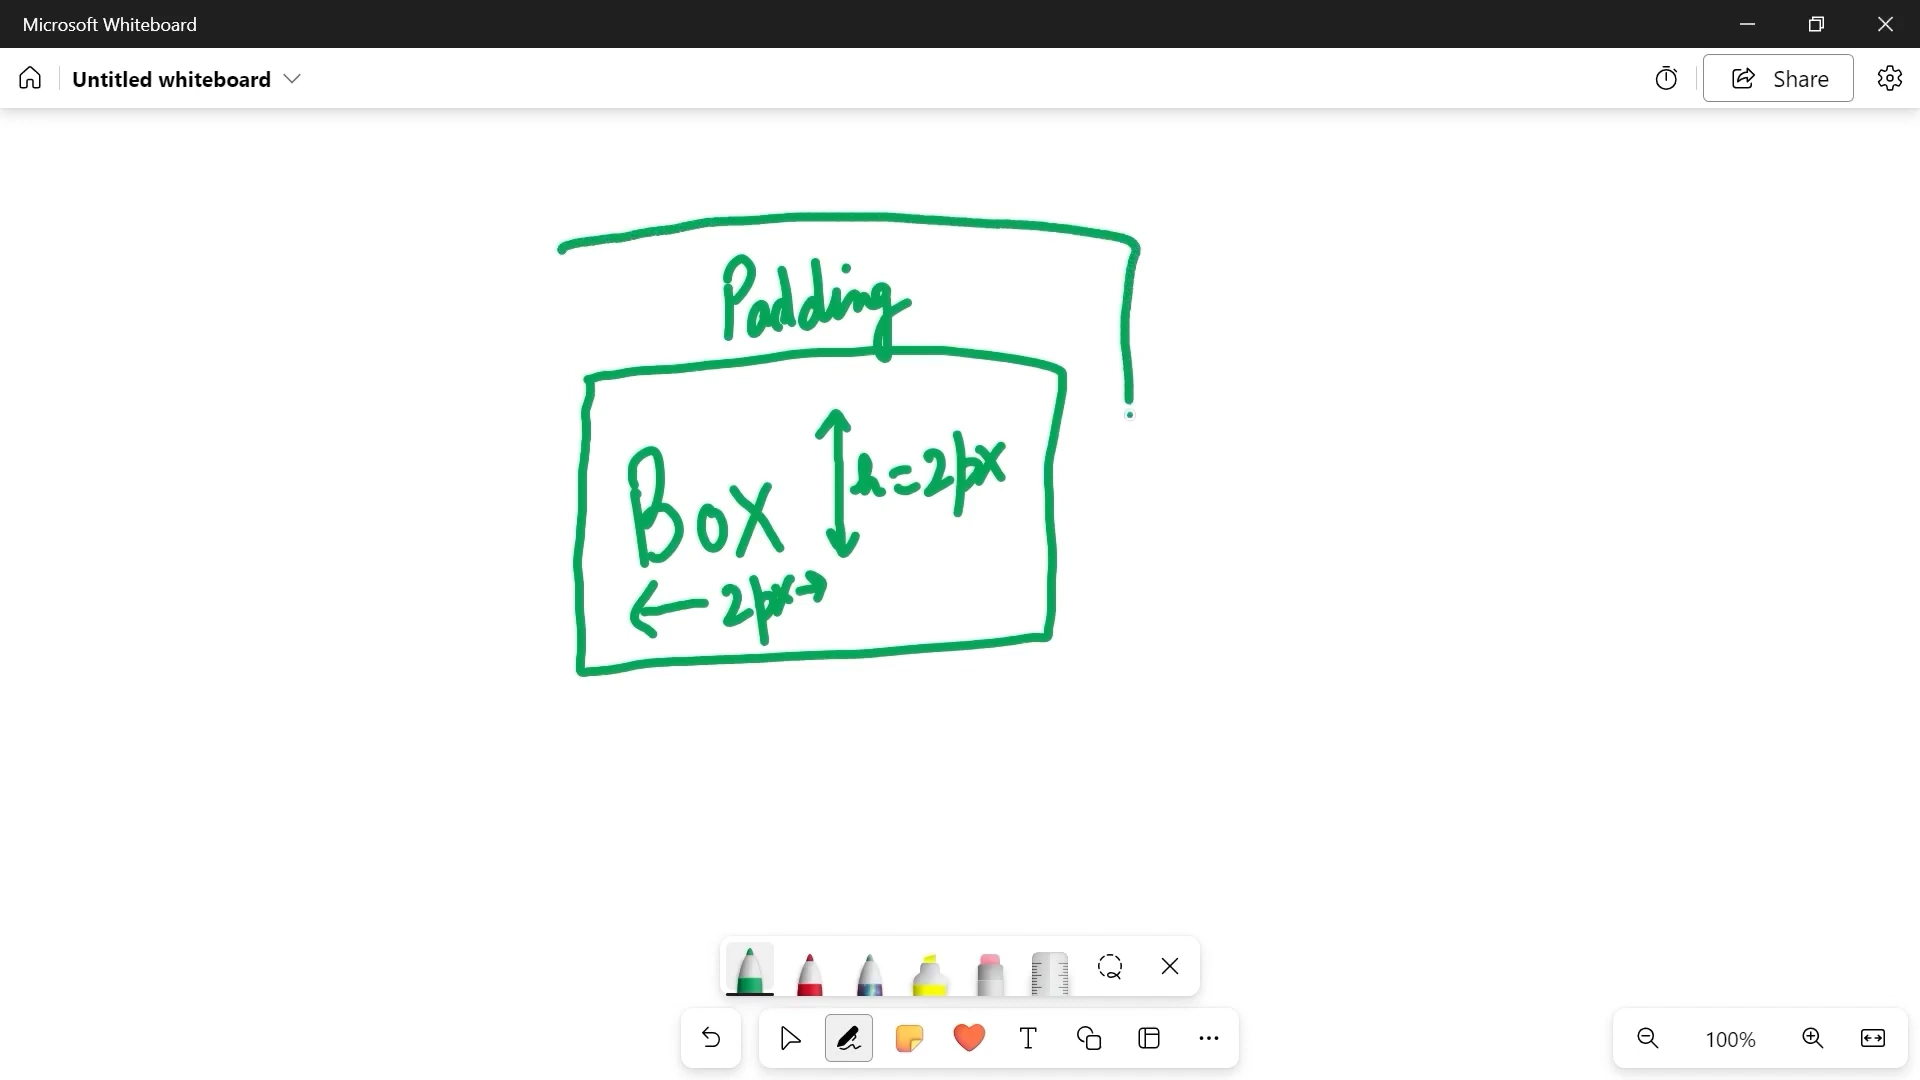 Microsoft Whiteboard
Untitled whiteboard
Share
Padding
Box
h=2px
2px
100%